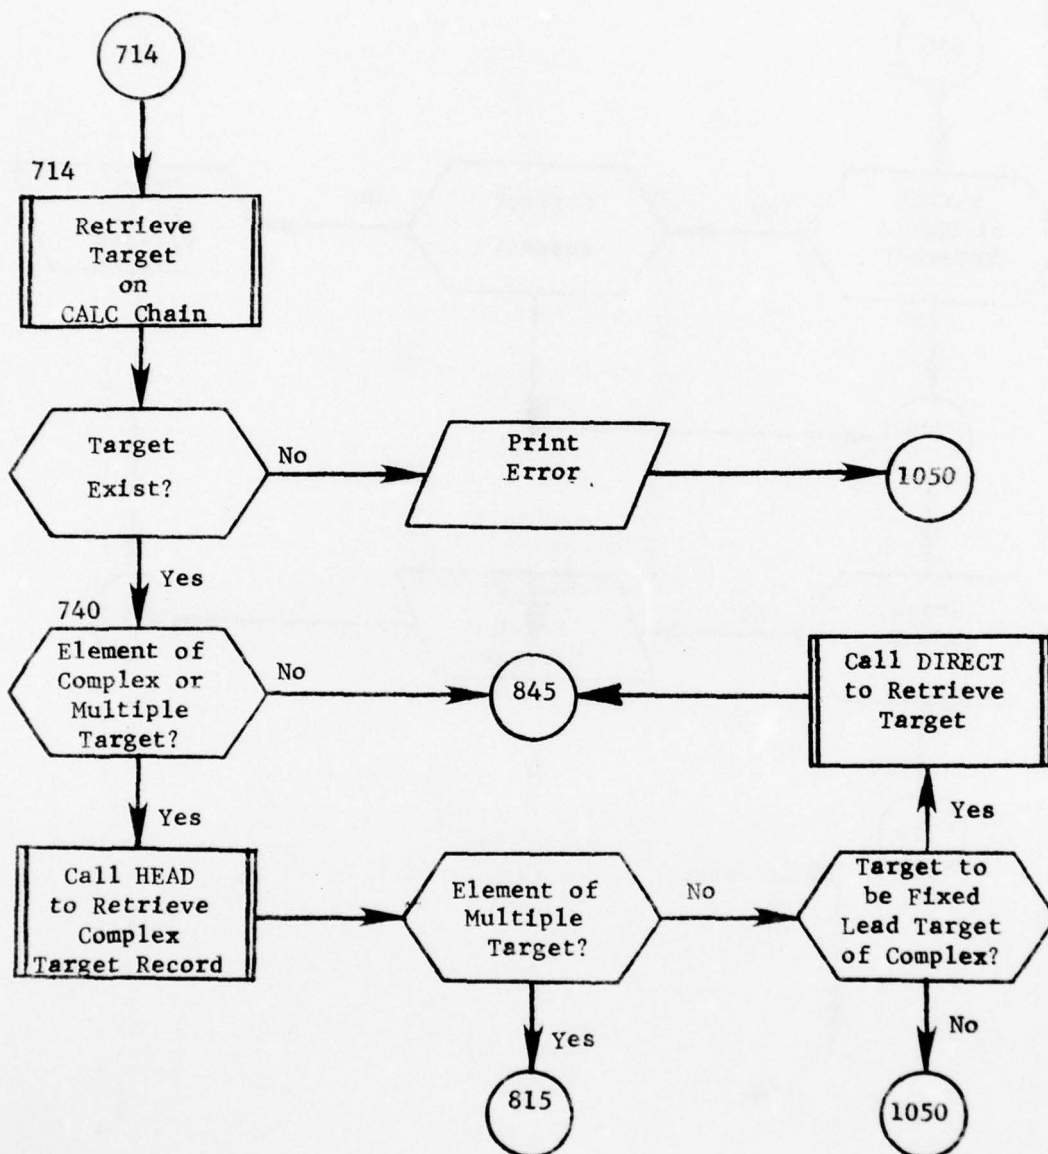 714
714
Retrieve
Target
on
CALC Chain
Target
Exist?
No
Print
Error
1050
Yes
740
Element of
Complex or
Multiple
Target?
No
845
Call DIRECT
to Retrieve
Target
Yes
Yes
Call HEAD
to Retrieve
Complex
Target Record
Element of
Multiple
Target?
No
Target to
be Fixed
Lead Target
of Complex?
Yes
No
815
1050